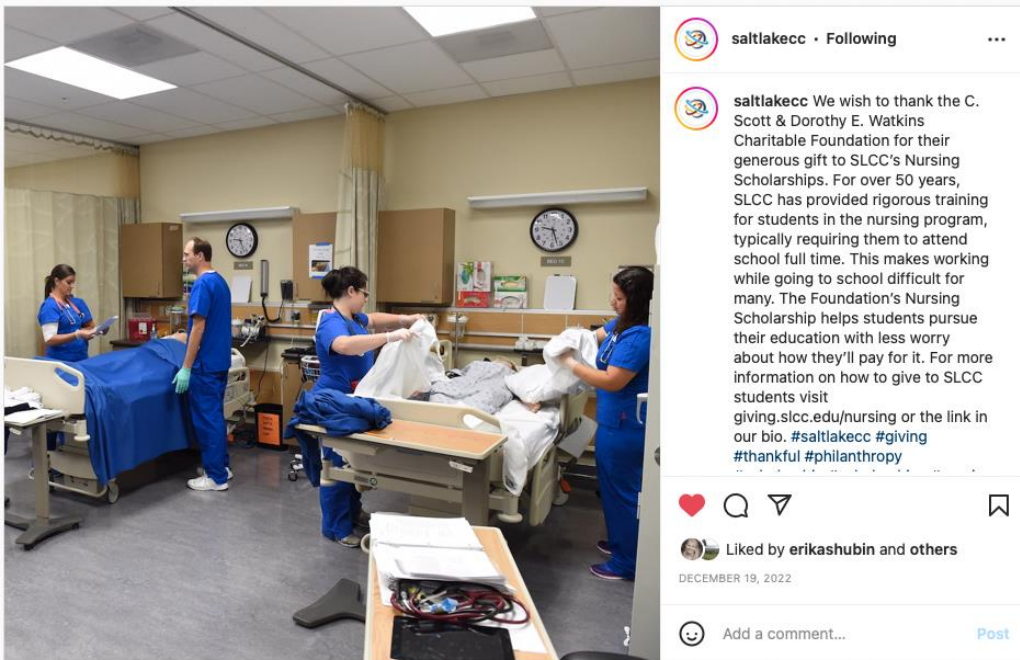 saltlakecc • Following
saltlakecc We wish to thank the C.
Scott & Dorothy E. Watkins
Charitable Foundation for their
generous gift to SLCC’s Nursing
Scholarships. For over 50 years,
SLCC has provided rigorous training
for students in the nursing program,
typically requiring them to attend
school full time. This makes working
while going to school difficult for
many. The Foundation’s Nursing
Scholarship helps students pursue
their education with less worry
about how they’ll pay for it. For more
information on how to give to SLCC
students visit
giving.slcc.edu/nursing or the link in
our bio. #saltlakecc #giving
#thankful #philanthropy
Liked by erikashubin and others
DECEMBER 19, 2022
Add a comment...
Post